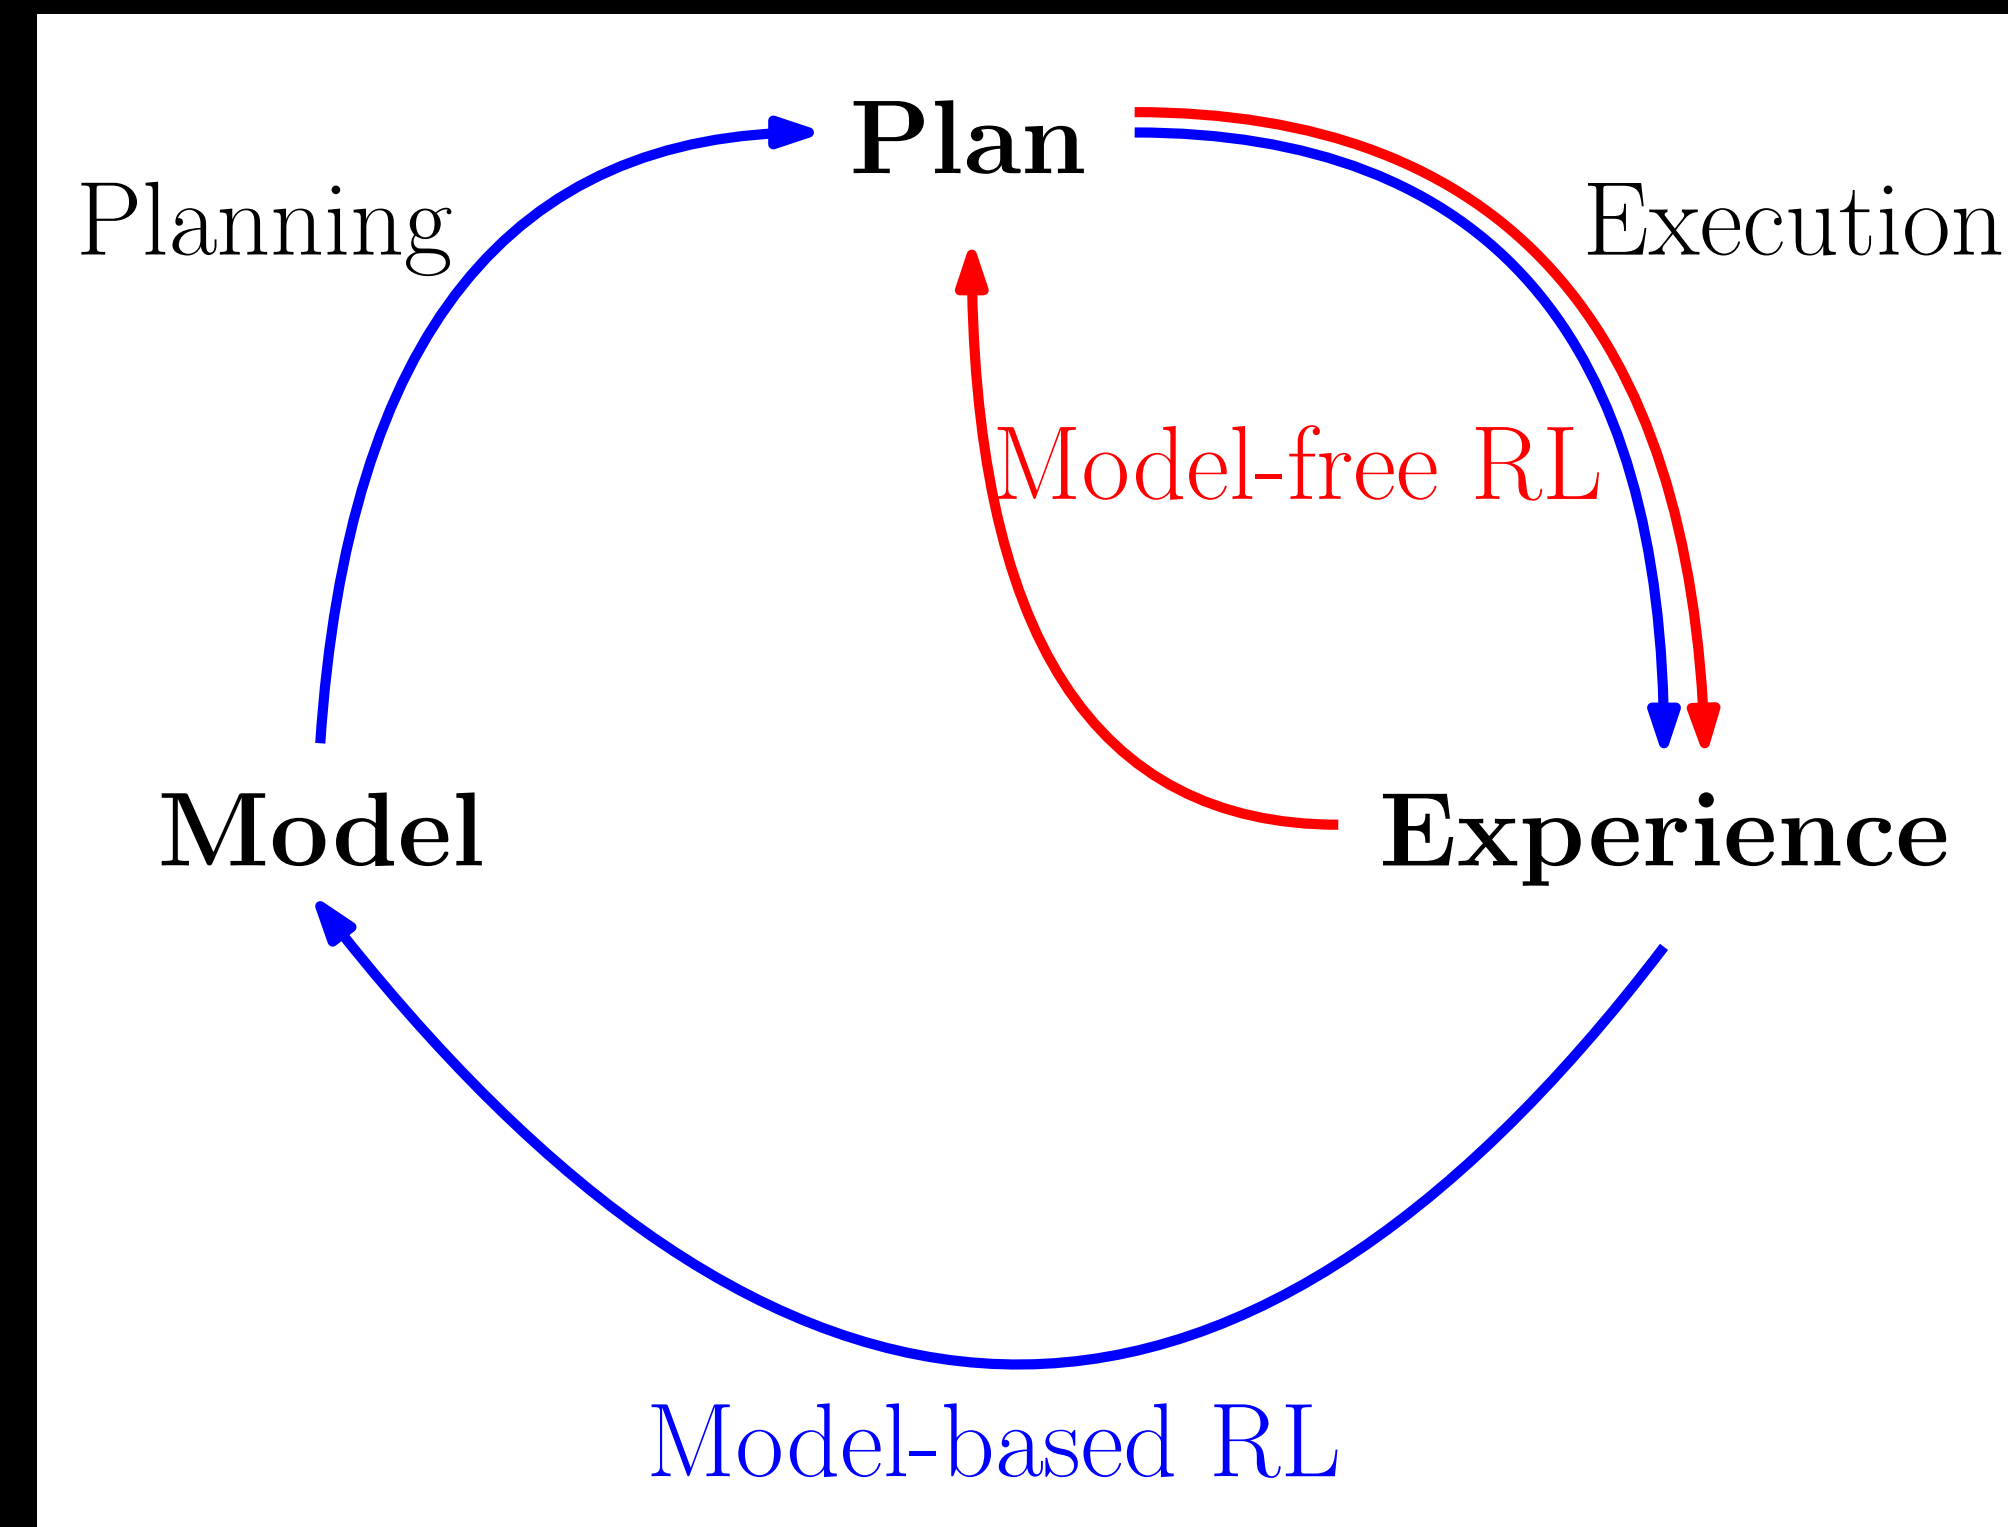 Plan
Planning
Execution
Model-free RL
Model
Experience
Model-based RL